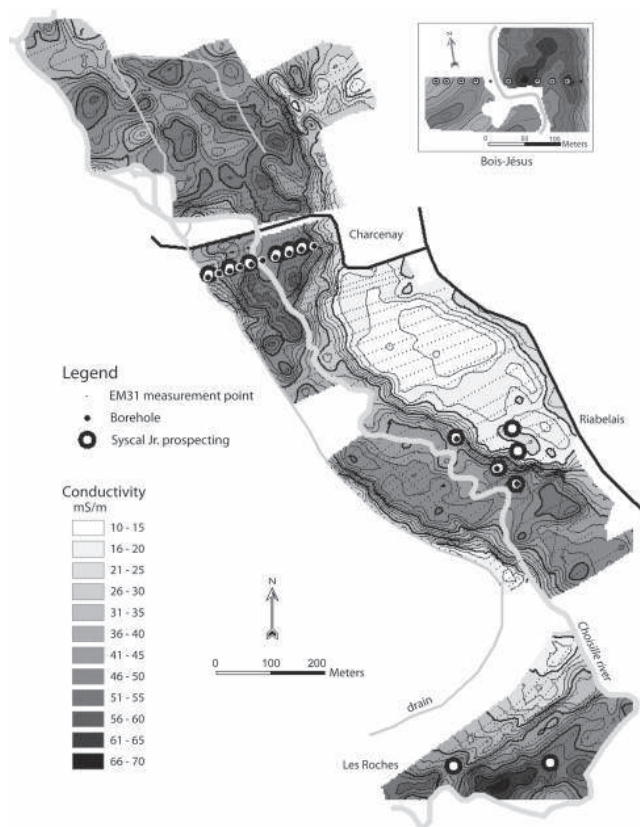 N
0 50 100
Meters
Bois-Jésus
Charcenay
Legend
EM31 measurement point
Borehole
Syscal Jr. prospecting
Riabelais
Conductivity
mS/m
10 - 15
16 - 20
21 - 25
26 - 30
31 - 35
36 - 40
41 - 45
46 - 50
51 - 55
56 - 60
61 - 65
66 - 70
N
0 100 200
Meters
Choisille river
drain
Les Roches